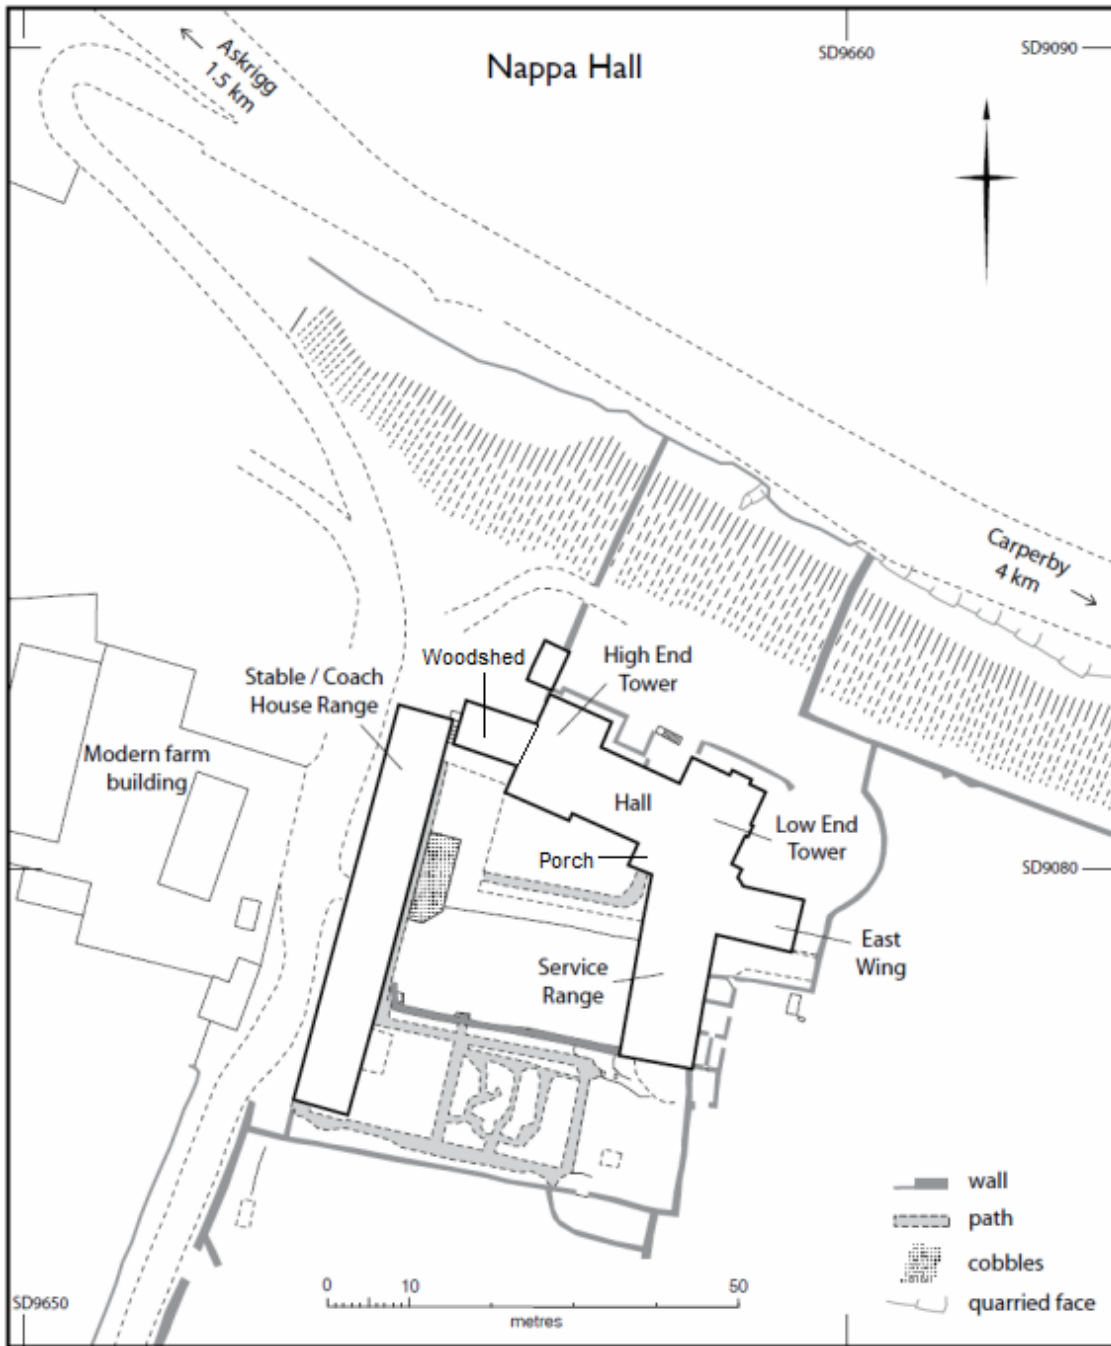 Nappa Hall
SD9660
SD9090
Askrigg
1.5 km
Carperby
4 km
Woodshed
High End
Tower
Stable / Coach
House Range
Modern farm
building
Hall
Low End
Tower
Porch
SD9080
East
Wing
Service
Range
wall
path
cobbles
quarried face
0 10 50
metres
SD9650